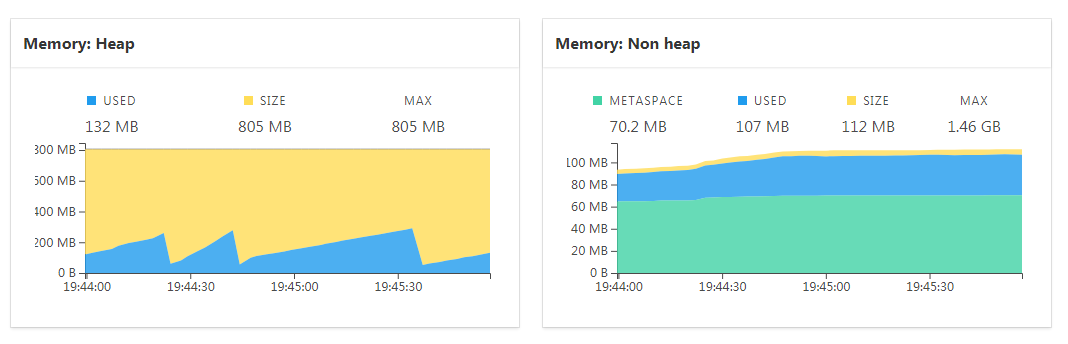 Memory: Heap
USED SIZE MAX
132 MB 805 MB 805 MB
800 MB
600 MB
400 MB
200 MB
0 B
19:44:00 19:44:30 19:45:00 19:45:30
Memory: Non heap
METASPACE USED SIZE MAX
70.2 MB 107 MB 112 MB 1.46 GB
100 MB
80 MB
60 MB
40 MB
20 MB
0 B
19:44:00 19:44:30 19:45:00 19:45:30